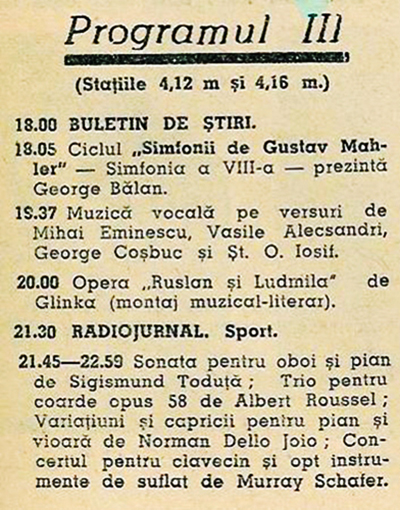 Programul III
(Stațiile 4,12 m și 4,16 m.)
18.00 BULETIN DE ȘTIRI.
18.05 Ciclul „Simfonii de Gustav Mah-
ler" — Simfonia a VIII-a — prezintă
George Bălan.
19.37 Muzică vocală pe versuri de
Mihai Eminescu, Vasile Alecsandri,
George Coșbuc și Șt. O. Iosif.
20.00 Opera „Ruslan și Ludmila" de
Glinka (montaj muzical-literar).
21.30 RADIOJURNAL. Sport.
21.45—22.59 Sonata pentru oboi și pian
de Sigismund Toduță ; Trio pentru
coarde opus 58 de Albert Roussel ;
Variațiuni și capricii pentru pian și
vioară de Norman Dello Joio ; Con-
certul pentru clavecin și opt instru-
mente de suflat de Murray Schafer.